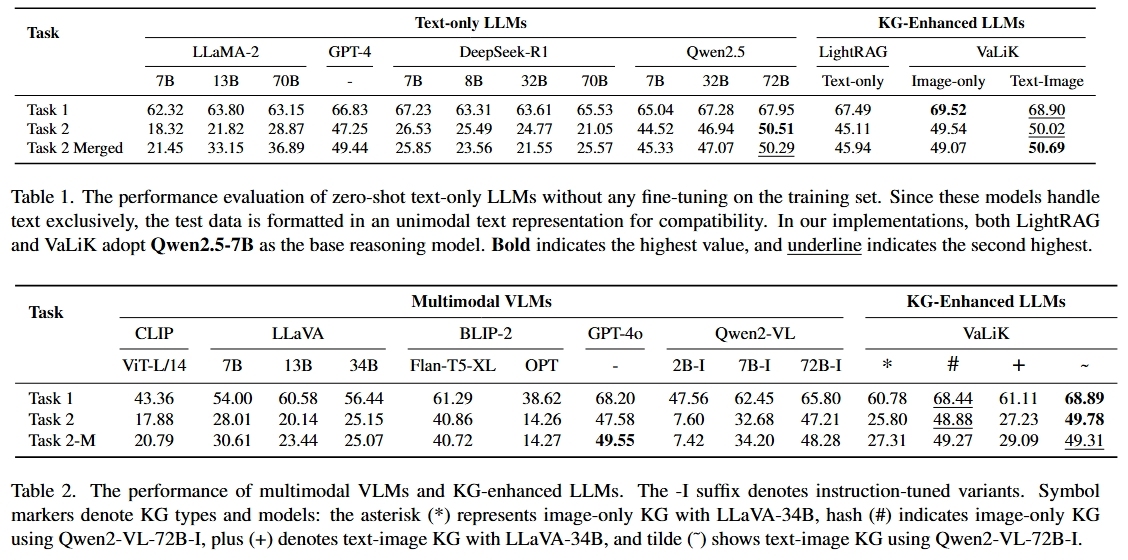 Task Text-only LLMs KG-Enhanced LLMs
LLaMA-2 GPT-4 DeepSeek-R1 Qwen2.5 LightRAG VaLiK
7B 13B 70B - 7B 8B 32B 70B 7B 32B 72B Text-only Image-only Text-Image
Task 1 62.32 63.80 63.15 66.83 67.23 63.31 63.61 65.53 65.04 67.28 67.95 67.49 69.52 68.90
Task 2 18.32 21.82 28.87 47.25 26.53 25.49 24.77 21.05 44.52 46.94 50.51 45.11 49.54 50.02
Task 2 Merged 21.45 33.15 36.89 49.44 25.85 23.56 21.55 25.57 45.33 47.07 50.29 45.94 49.07 50.69
Table 1. The performance evaluation of zero-shot text-only LLMs without any fine-tuning on the training set. Since these models handle
text exclusively, the test data is formatted in an unimodal text representation for compatibility. In our implementations, both LightRAG
and VaLiK adopt Qwen2.5-7B as the base reasoning model. Bold indicates the highest value, and underline indicates the second highest.
Task Multimodal VLMs KG-Enhanced LLMs
CLIP LLaVA BLIP-2 GPT-4o Qwen2-VL VaLiK
ViT-L/14 7B 13B 34B Flan-T5-XL OPT - 2B-I 7B-I 72B-I * # + ~
Task 1 43.36 54.00 60.58 56.44 61.29 38.62 68.20 47.56 62.45 65.80 60.78 68.44 61.11 68.89
Task 2 17.88 28.01 20.14 25.15 40.86 14.26 47.58 7.60 32.68 47.21 25.80 48.88 27.23 49.78
Task 2-M 20.79 30.61 23.44 25.07 40.72 14.27 49.55 7.42 34.20 48.28 27.31 49.27 29.09 49.31
Table 2. The performance of multimodal VLMs and KG-enhanced LLMs. The -I suffix denotes instruction-tuned variants. Symbol
markers denote KG types and models: the asterisk (*) represents image-only KG with LLaVA-34B, hash (#) indicates image-only KG
using Qwen2-VL-72B-I, plus (+) denotes text-image KG with LLaVA-34B, and tilde (~) shows text-image KG using Qwen2-VL-72B-I.